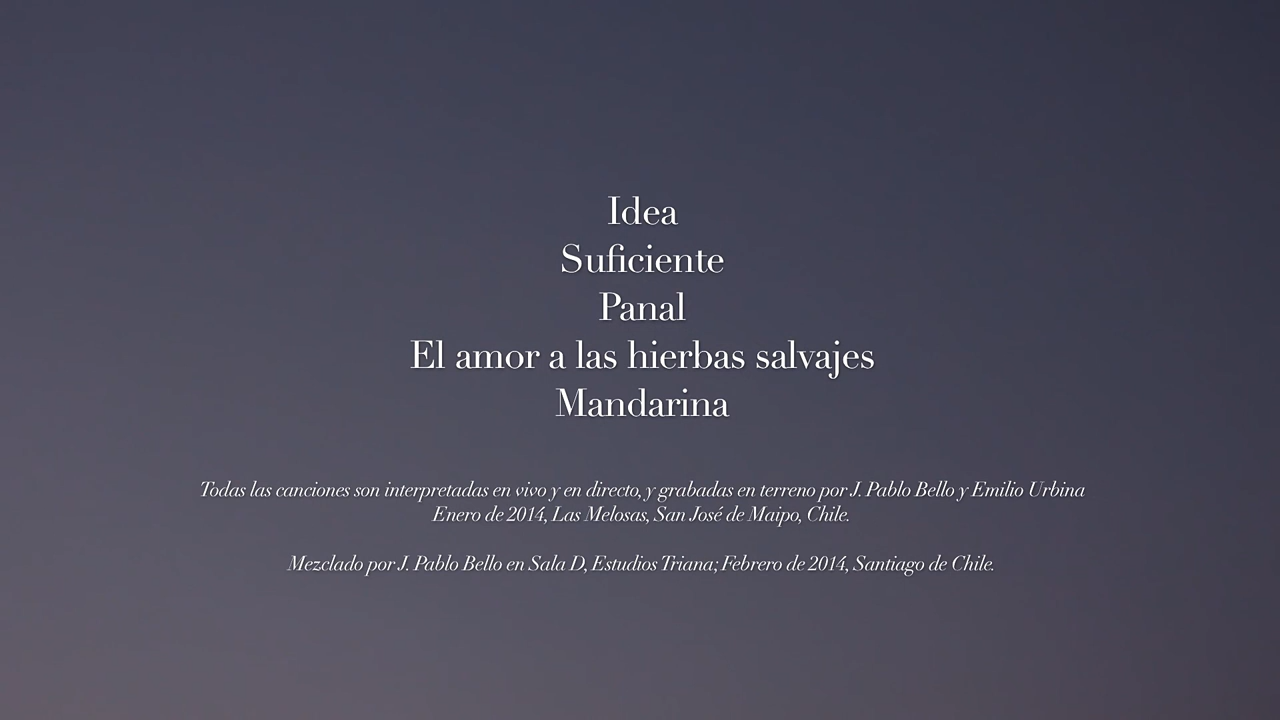 Idea
Suficiente
Panal
El amor a las hierbas salvajes
Mandarina
Todas las canciones son interpretadas en vivo y en directo, y grabadas en terreno por J. Pablo Bello y Emilio Urbina
Enero de 2014, Las Melosas, San José de Maipo, Chile.
Mezclado por J. Pablo Bello en Sala D, Estudios Triana; Febrero de 2014, Santiago de Chile.